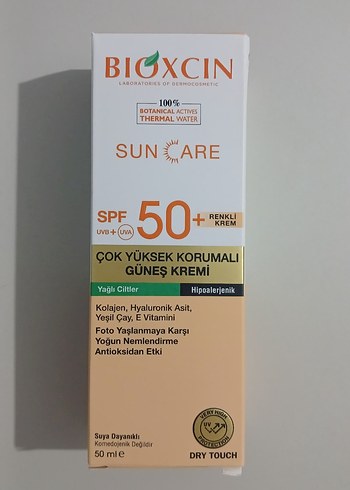 BIOXCIN
LABORATORIES OF DERMOCOSMETIC
100%
BOTANICAL ACTIVES
THERMAL WATER
SUN CARE
SPF 50+ RENKLİ KREM
UVB + UVA
ÇOK YÜKSEK KORUMALI
GÜNEŞ KREMİ
Yağlı Ciltler Hipoalerjenik
Kolajen, Hyaluronik Asit,
Yeşil Çay, E Vitamini
Foto Yaşlanmaya Karşı
Yoğun Nemlendirme
Antioksidan Etki
VERY HIGH
UV
PROTECTION
Suya Dayanıklı
Komedojenik Değildir
50 ml e DRY TOUCH